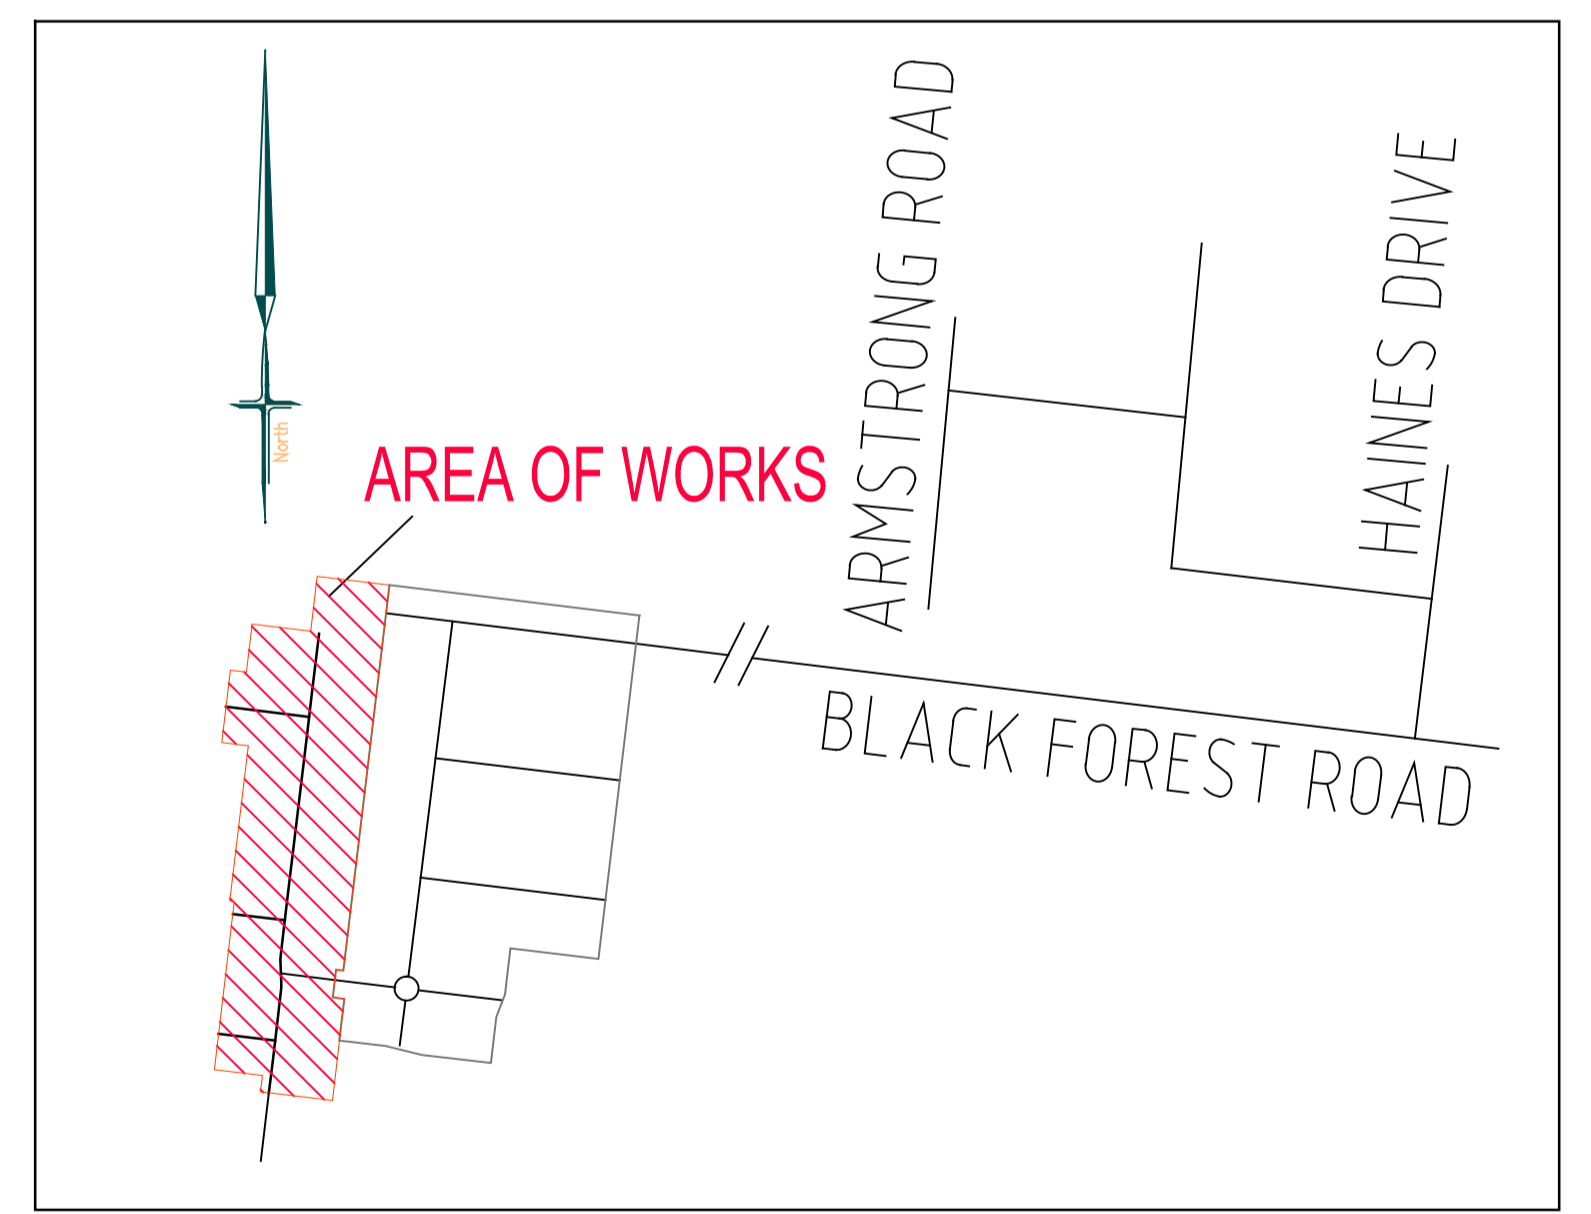 North
AREA OF WORKS
ARMSTRONG ROAD
HAINES DRIVE
BLACK FOREST ROAD